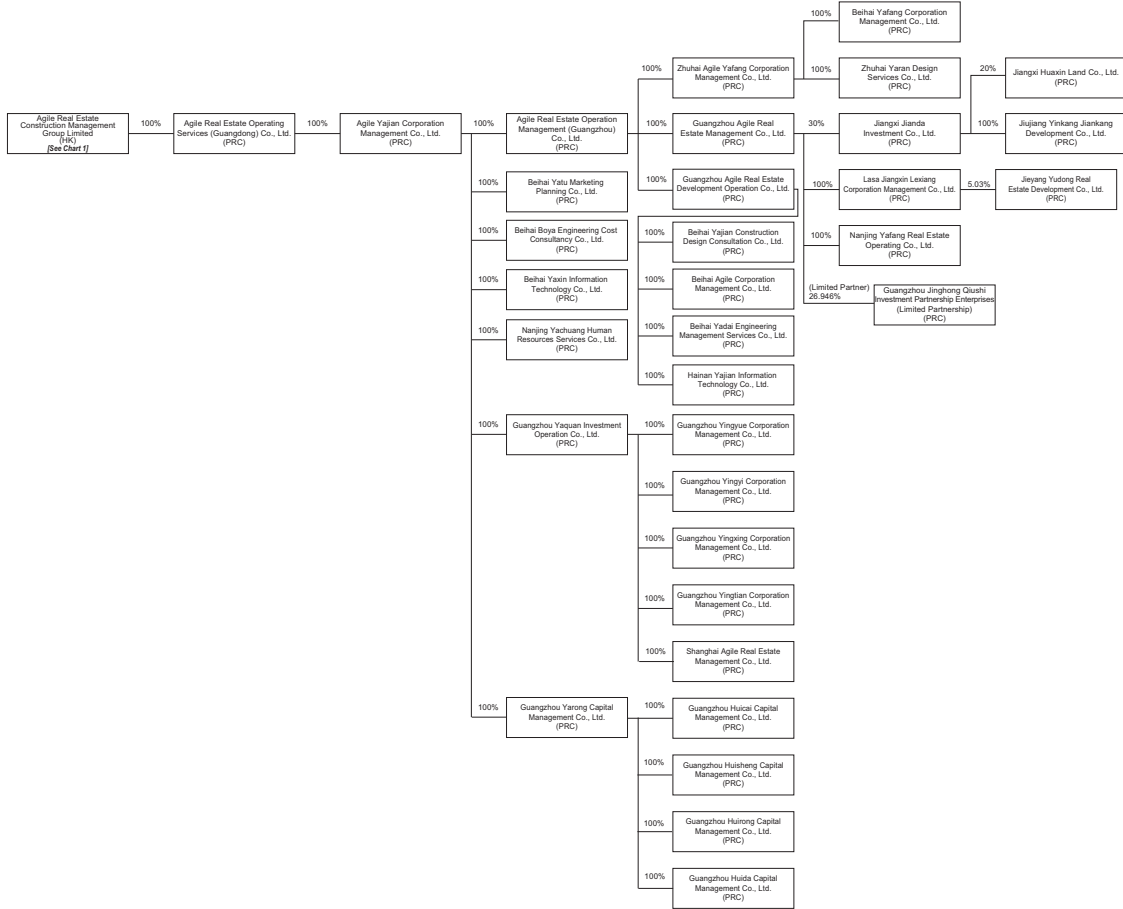 100%
Beihai Yafang Corporation
Management Co., Ltd.
(PRC)
100%
Zhuhai Agile Yafang Corporation
Management Co., Ltd.
(PRC)
100%
Zhuhai Yaran Design
Services Co., Ltd.
(PRC)
20%
Jiangxi Huaxin Land Co., Ltd.
(PRC)
Agile Real Estate
Construction Management
Group Limited
(HK)
[See Chart 1]
100%
Agile Real Estate Operating
Services (Guangdong) Co., Ltd.
(PRC)
100%
Agile Yajian Corporation
Management Co., Ltd.
(PRC)
100%
Agile Real Estate Operation
Management (Guangzhou)
Co., Ltd.
(PRC)
100%
Guangzhou Agile Real
Estate Management Co., Ltd.
(PRC)
30%
Jiangxi Jianda
Investment Co., Ltd.
(PRC)
100%
Jiujiang Yinkang Jiankang
Development Co., Ltd.
(PRC)
100%
Beihai Yatu Marketing
Planning Co., Ltd.
(PRC)
100%
Guangzhou Agile Real Estate
Development Operation Co., Ltd.
(PRC)
100%
Lasa Jiangxin Lexiang
Corporation Management Co., Ltd.
(PRC)
5.03%
Jieyang Yudong Real
Estate Development Co., Ltd.
(PRC)
100%
Beihai Boya Engineering Cost
Consultancy Co., Ltd.
(PRC)
100%
Beihai Yajian Construction
Design Consultation Co., Ltd.
(PRC)
100%
Nanjing Yafang Real Estate
Operating Co., Ltd.
(PRC)
100%
Beihai Yaxin Information
Technology Co., Ltd.
(PRC)
100%
Beihai Agile Corporation
Management Co., Ltd.
(PRC)
(Limited Partner)
26.946%
Guangzhou Jinghong Qiushi
Investment Partnership Enterprises
(Limited Partnership)
(PRC)
100%
Nanjing Yachuang Human
Resources Services Co., Ltd.
(PRC)
100%
Beihai Yadai Engineering
Management Services Co., Ltd.
(PRC)
100%
Hainan Yajian Information
Technology Co., Ltd.
(PRC)
100%
Guangzhou Yaquan Investment
Operation Co., Ltd.
(PRC)
100%
Guangzhou Yingyue Corporation
Management Co., Ltd.
(PRC)
100%
Guangzhou Yingyi Corporation
Management Co., Ltd.
(PRC)
100%
Guangzhou Yingxing Corporation
Management Co., Ltd.
(PRC)
100%
Guangzhou Yingtian Corporation
Management Co., Ltd.
(PRC)
100%
Shanghai Agile Real Estate
Management Co., Ltd.
(PRC)
100%
Guangzhou Yarong Capital
Management Co., Ltd.
(PRC)
100%
Guangzhou Huicai Capital
Management Co., Ltd.
(PRC)
100%
Guangzhou Huisheng Capital
Management Co., Ltd.
(PRC)
100%
Guangzhou Huirong Capital
Management Co., Ltd.
(PRC)
100%
Guangzhou Huida Capital
Management Co., Ltd.
(PRC)